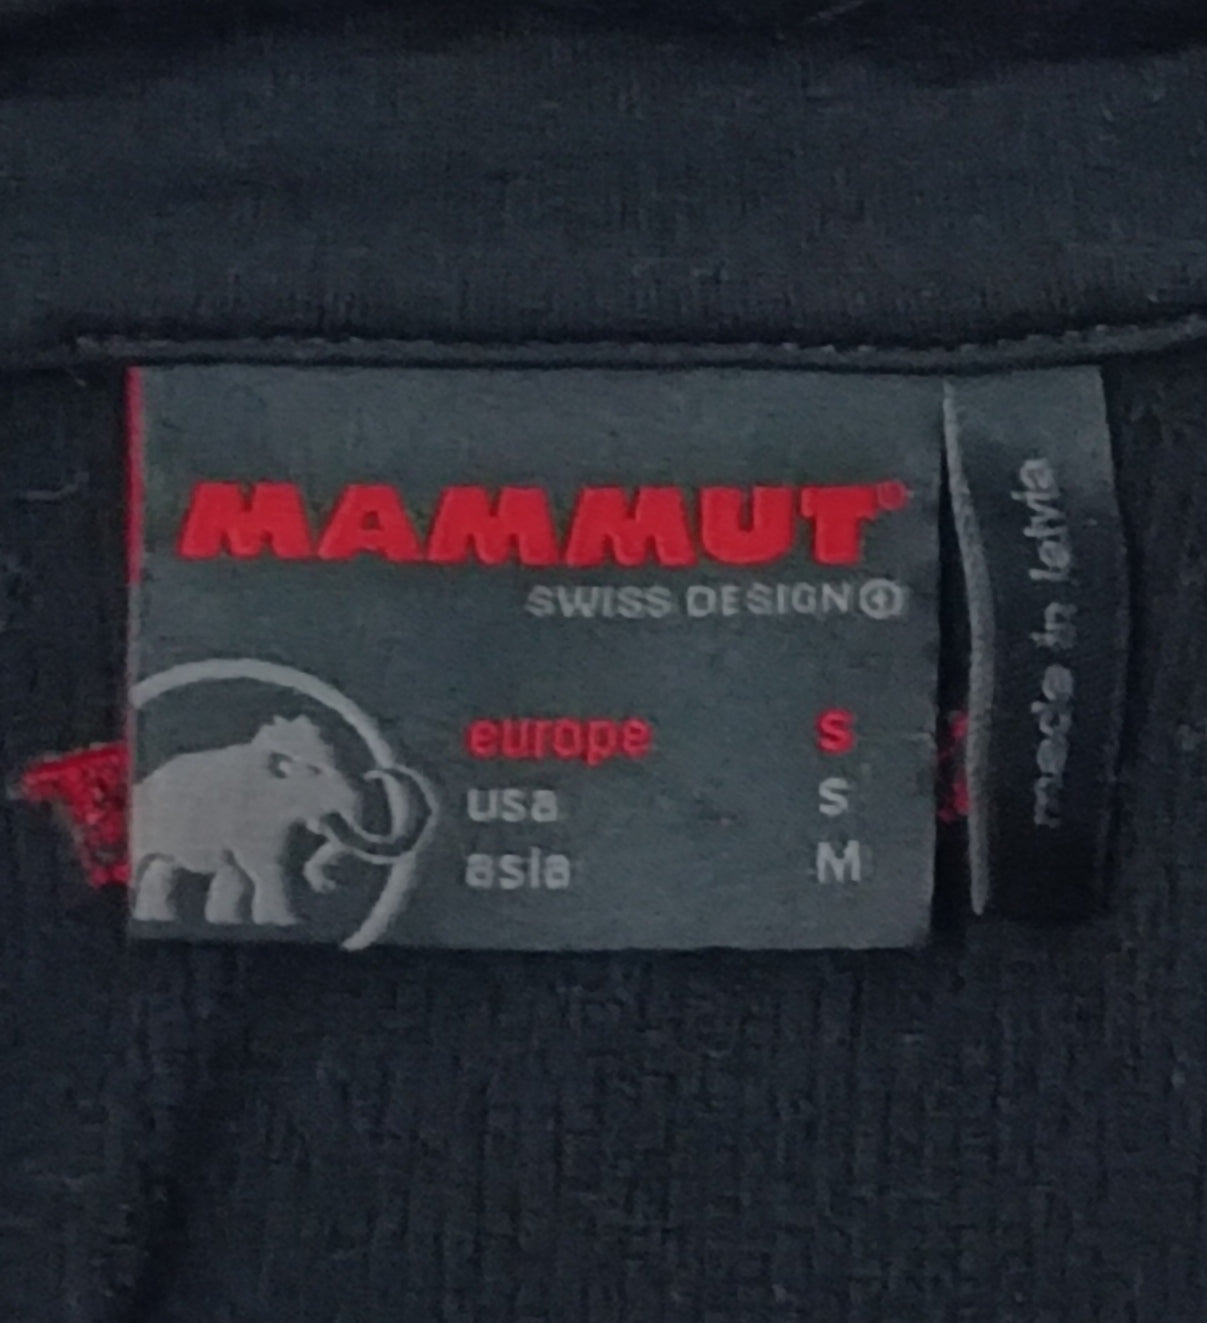 MAMMUT
SWISS DESIGN
europe S
usa S
asia M
made in latvia